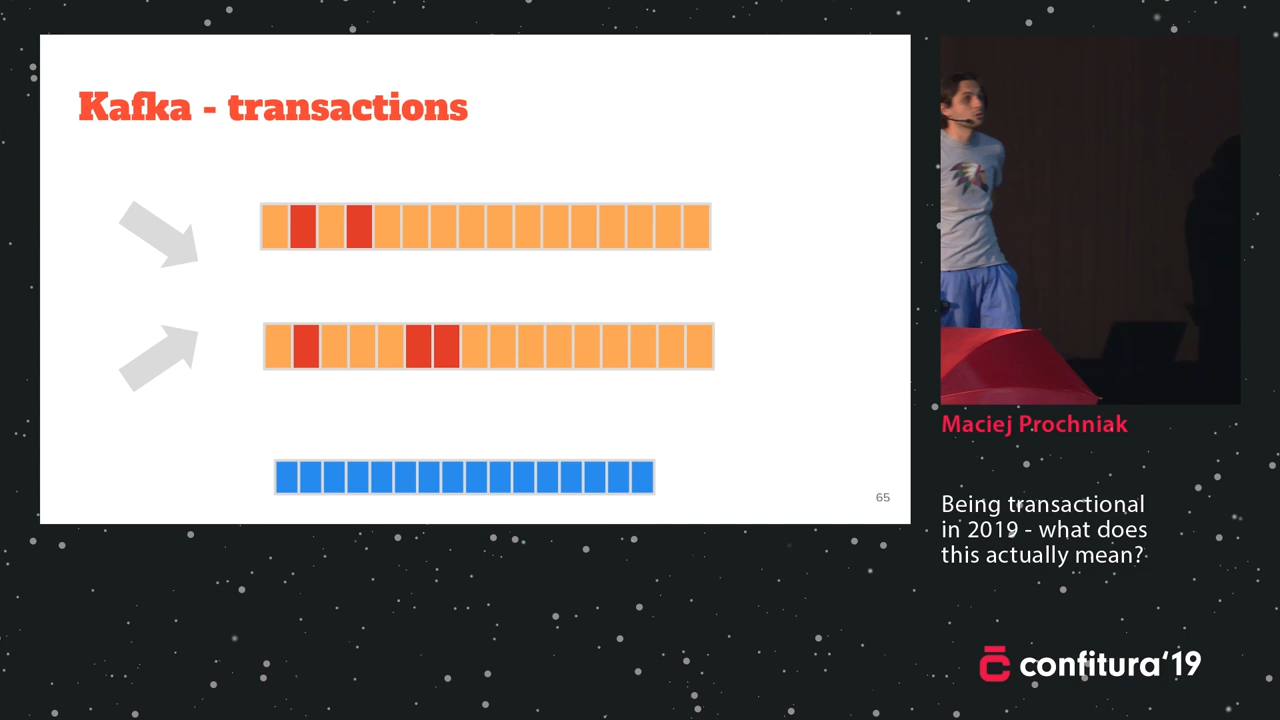 Kafka - transactions
65
Maciej Prochniak
Being transactional
in 2019 - what does
this actually mean?
confitura‘19